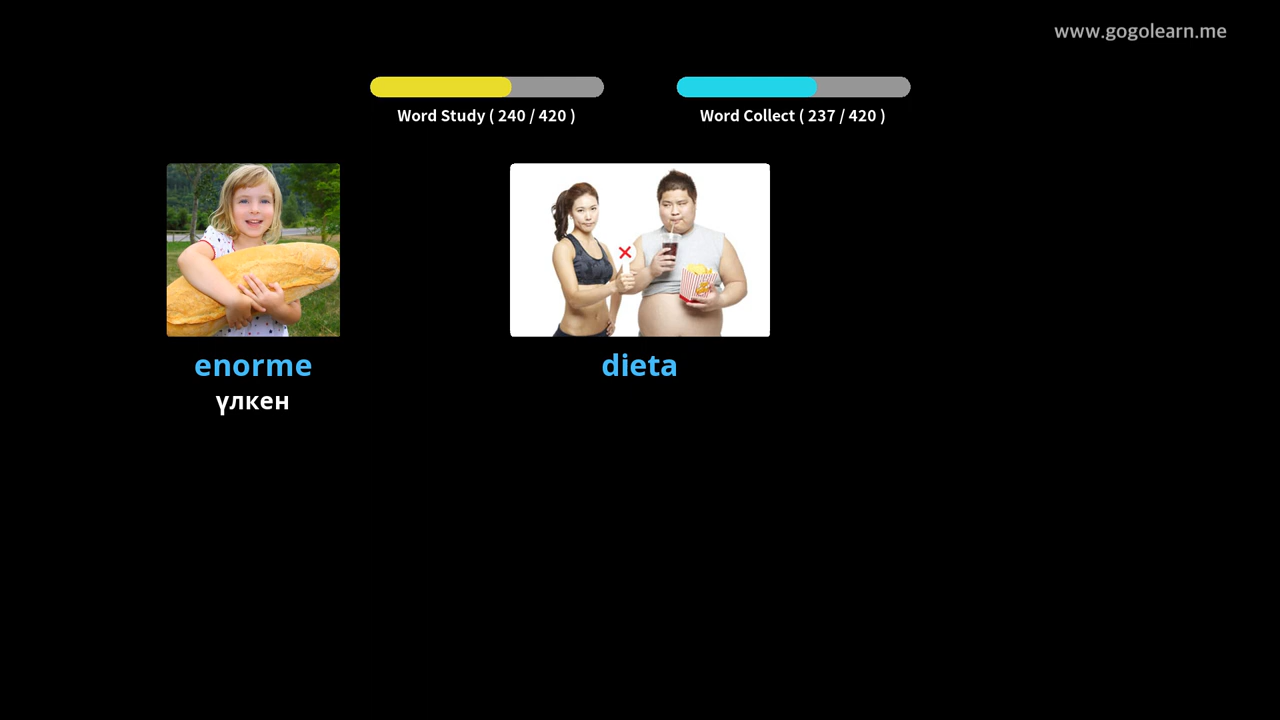 www.gogolearn.me
Word Study ( 240 / 420 )
Word Collect ( 237 / 420 )
enorme
үлкен
dieta